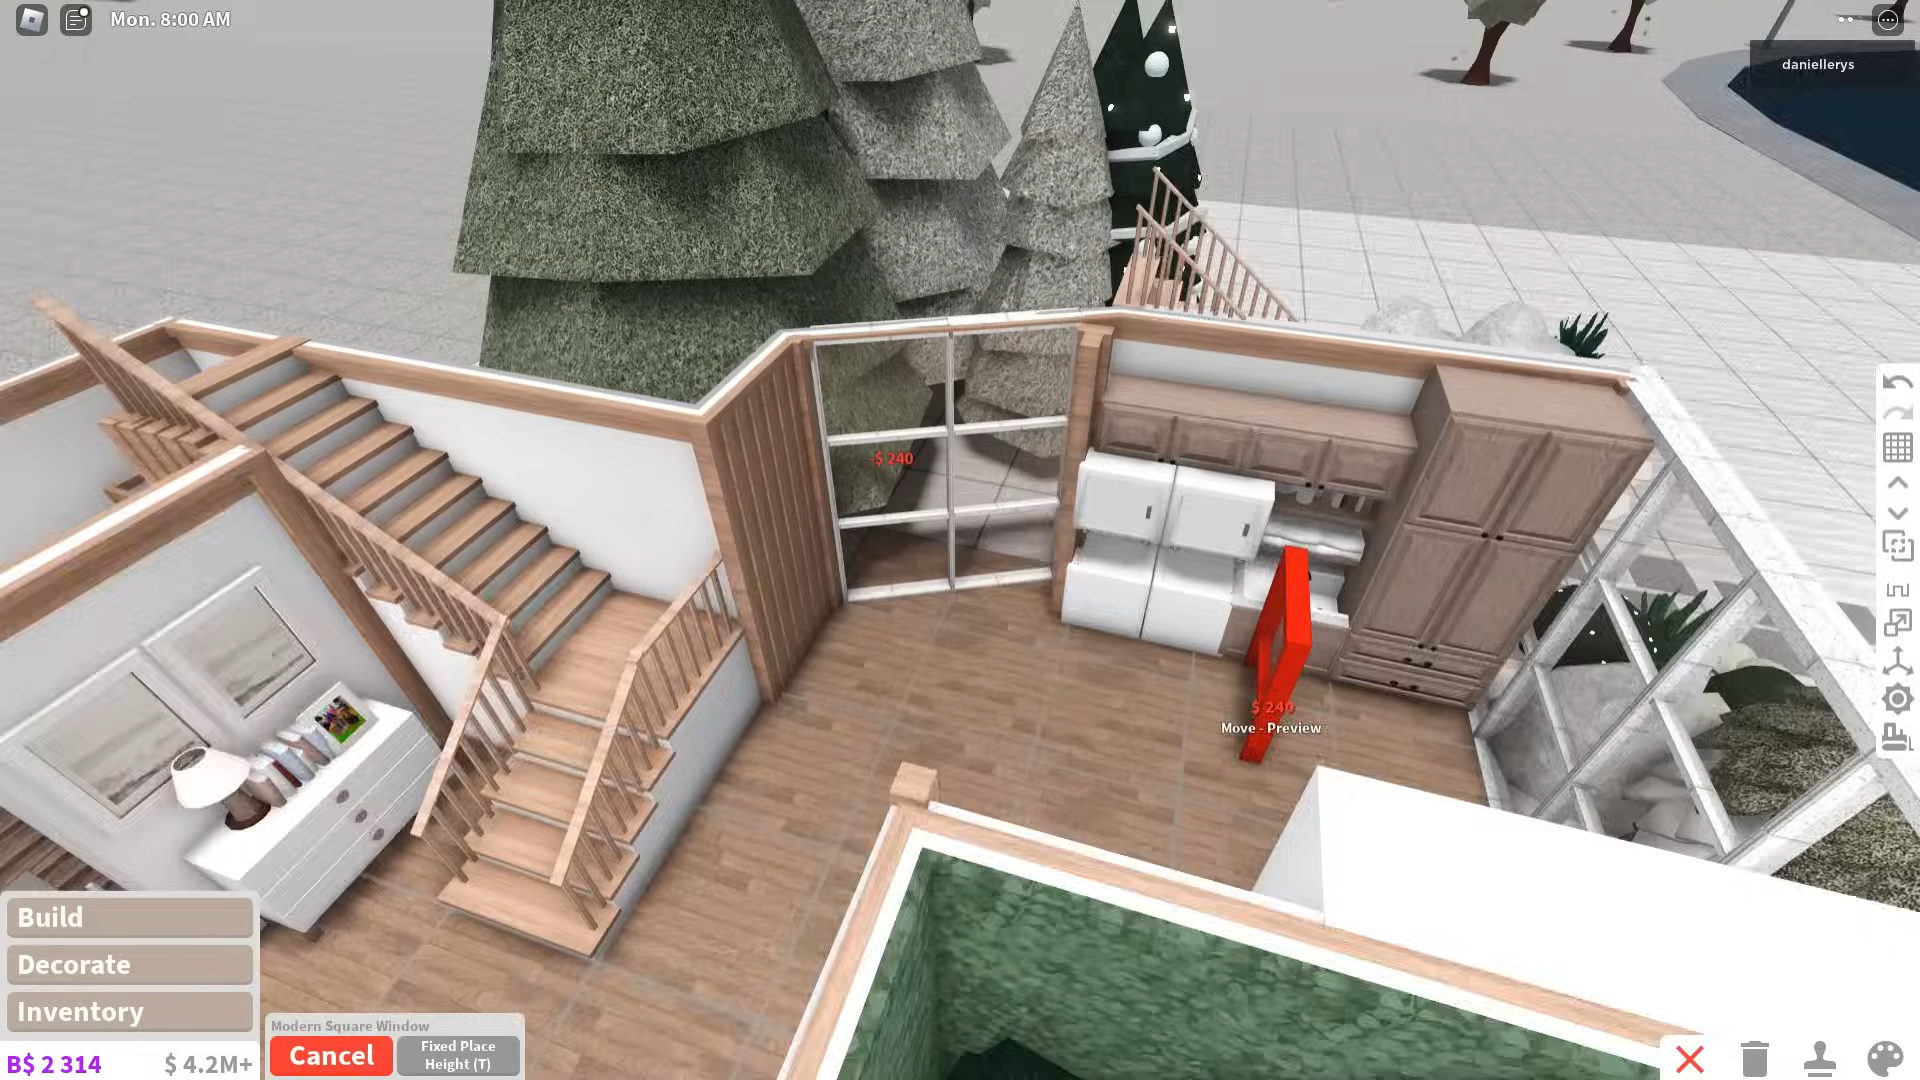 Mon. 8:00 AM
daniellerys
-$ 240
$ 240
Move - Preview
Build
Decorate
Inventory
B$ 2 314
$ 4.2M+
Modern Square Window
Cancel
Fixed Place
Height (T)